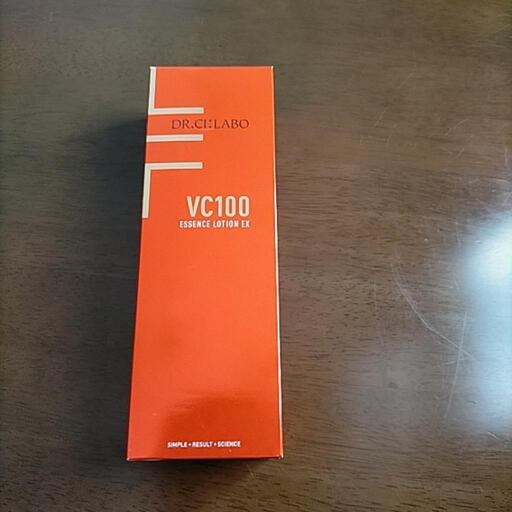 DR.CI:LABO
VC100
ESSENCE LOTION EX
SIMPLE + RESULT + SCIENCE